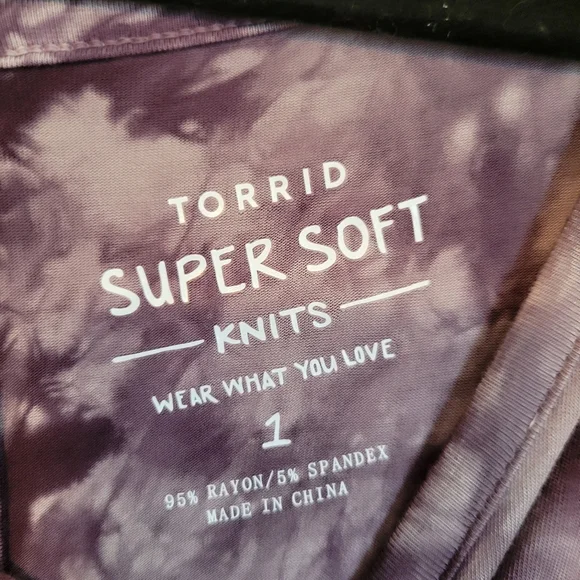 TORRID
SUPER SOFT
KNITS
WEAR WHAT YOU LOVE
1
95% RAYON/5% SPANDEX
MADE IN CHINA